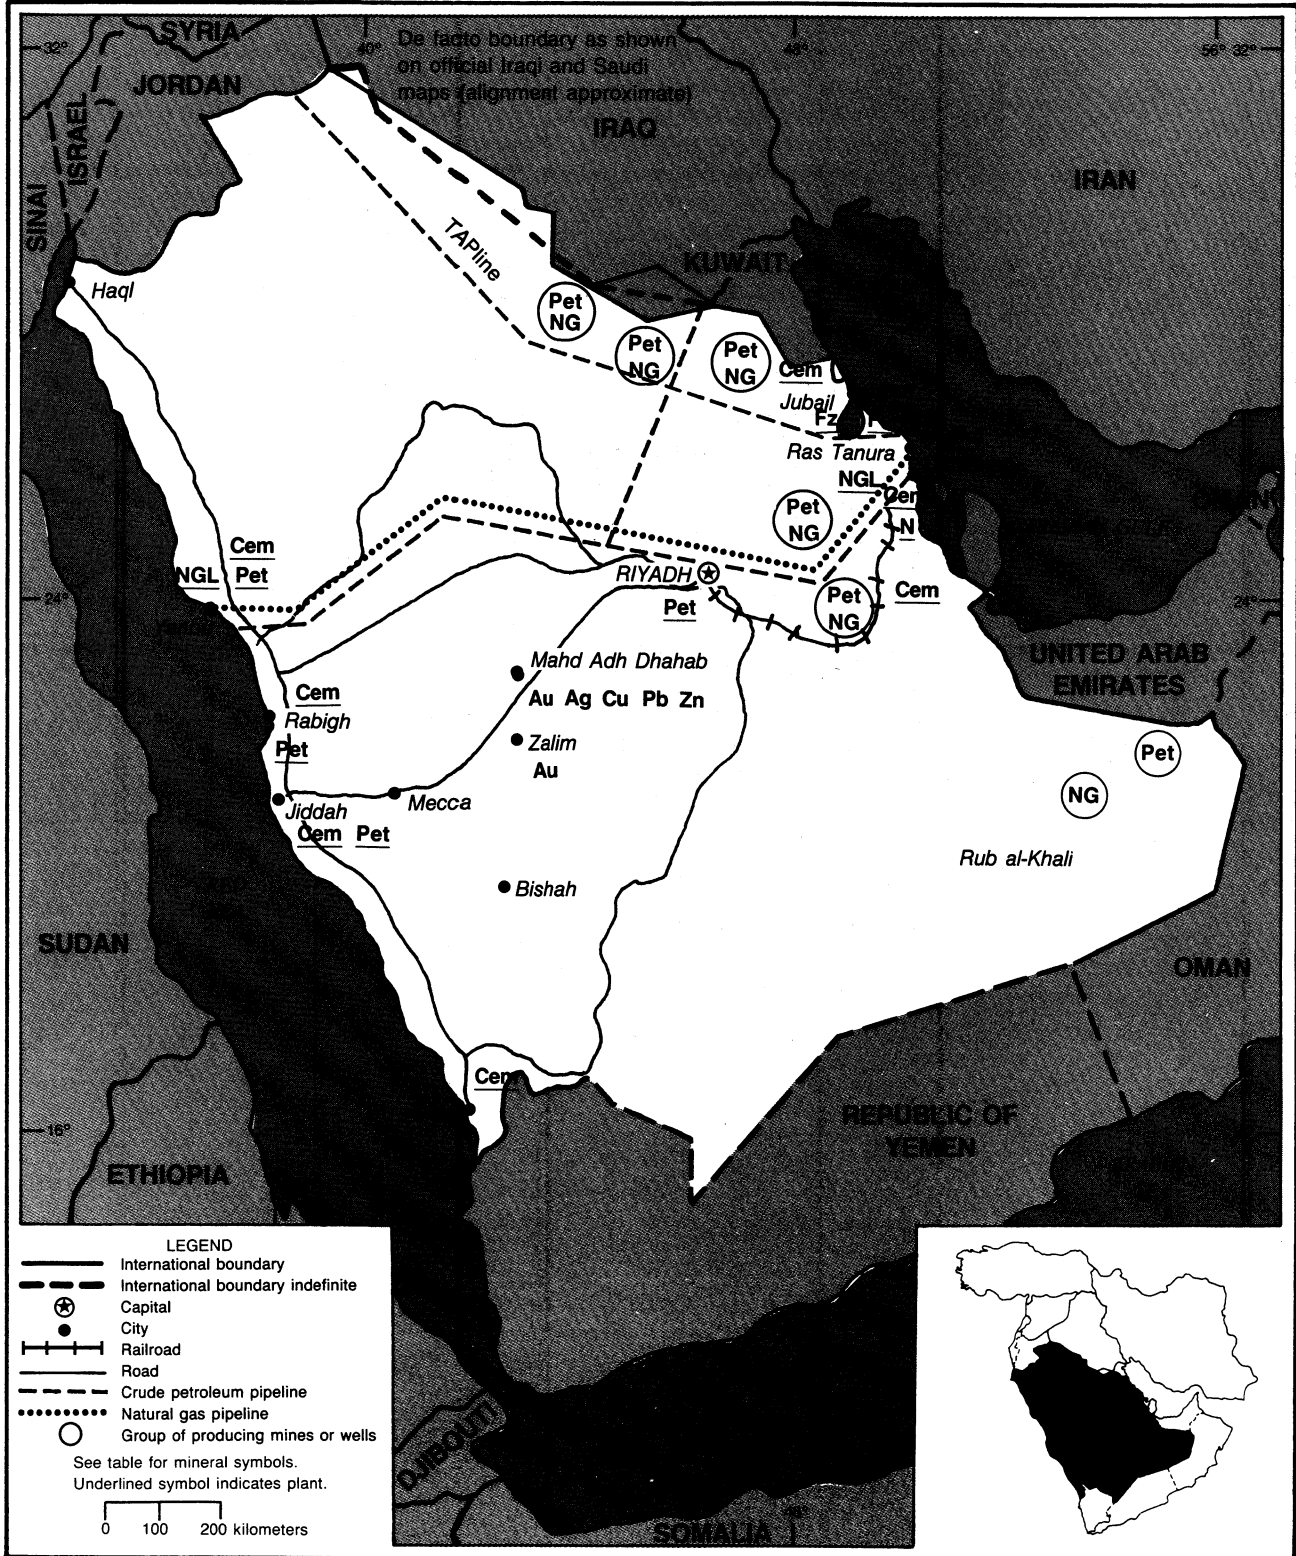 SYRIA
32°
40°
48°
56° 32°
De facto boundary as shown
on official Iraqi and Saudi
maps (alignment approximate)
JORDAN
ISRAEL
SINAI
IRAQ
IRAN
KUWAIT
TAPline
Haql
Pet
NG
Pet
NG
Pet
NG
Cem
Jubail
Fz
Ras Tanura
NGL
Cem
N
Pet
NG
Cem
Pet
NGL
Pet
RIYADH
Pet
Pet
NG
Cem
24°
24°
UNITED ARAB
EMIRATES
Mahd Adh Dhahab
Au Ag Cu Pb Zn
Cem
Rabigh
Pet
Zalim
Au
Pet
NG
Jiddah
Mecca
Cem Pet
Rub al-Khali
Bishah
SUDAN
OMAN
Cem
16°
REPUBLIC OF
YEMEN
ETHIOPIA
DJIBOUTI
SOMALIA
48°
LEGEND
International boundary
International boundary indefinite
Capital
City
Railroad
Road
Crude petroleum pipeline
Natural gas pipeline
Group of producing mines or wells
See table for mineral symbols.
Underlined symbol indicates plant.
0 100 200 kilometers